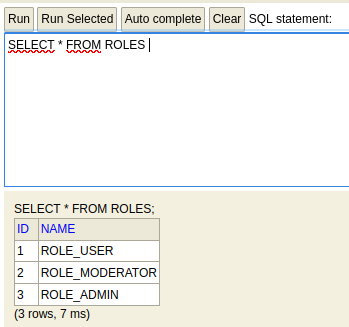 Run Run Selected Auto complete Clear SQL statement:
SELECT * FROM ROLES
SELECT * FROM ROLES;
ID NAME
1 ROLE_USER
2 ROLE_MODERATOR
3 ROLE_ADMIN
(3 rows, 7 ms)